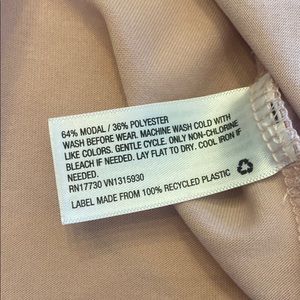 64% MODAL / 36% POLYESTER
WASH BEFORE WEAR. MACHINE WASH COLD WITH
LIKE COLORS. GENTLE CYCLE. ONLY NON-CHLORINE
BLEACH IF NEEDED. LAY FLAT TO DRY. COOL IRON IF
NEEDED.
RN17730 VN1315930
LABEL MADE FROM 100% RECYCLED PLASTIC